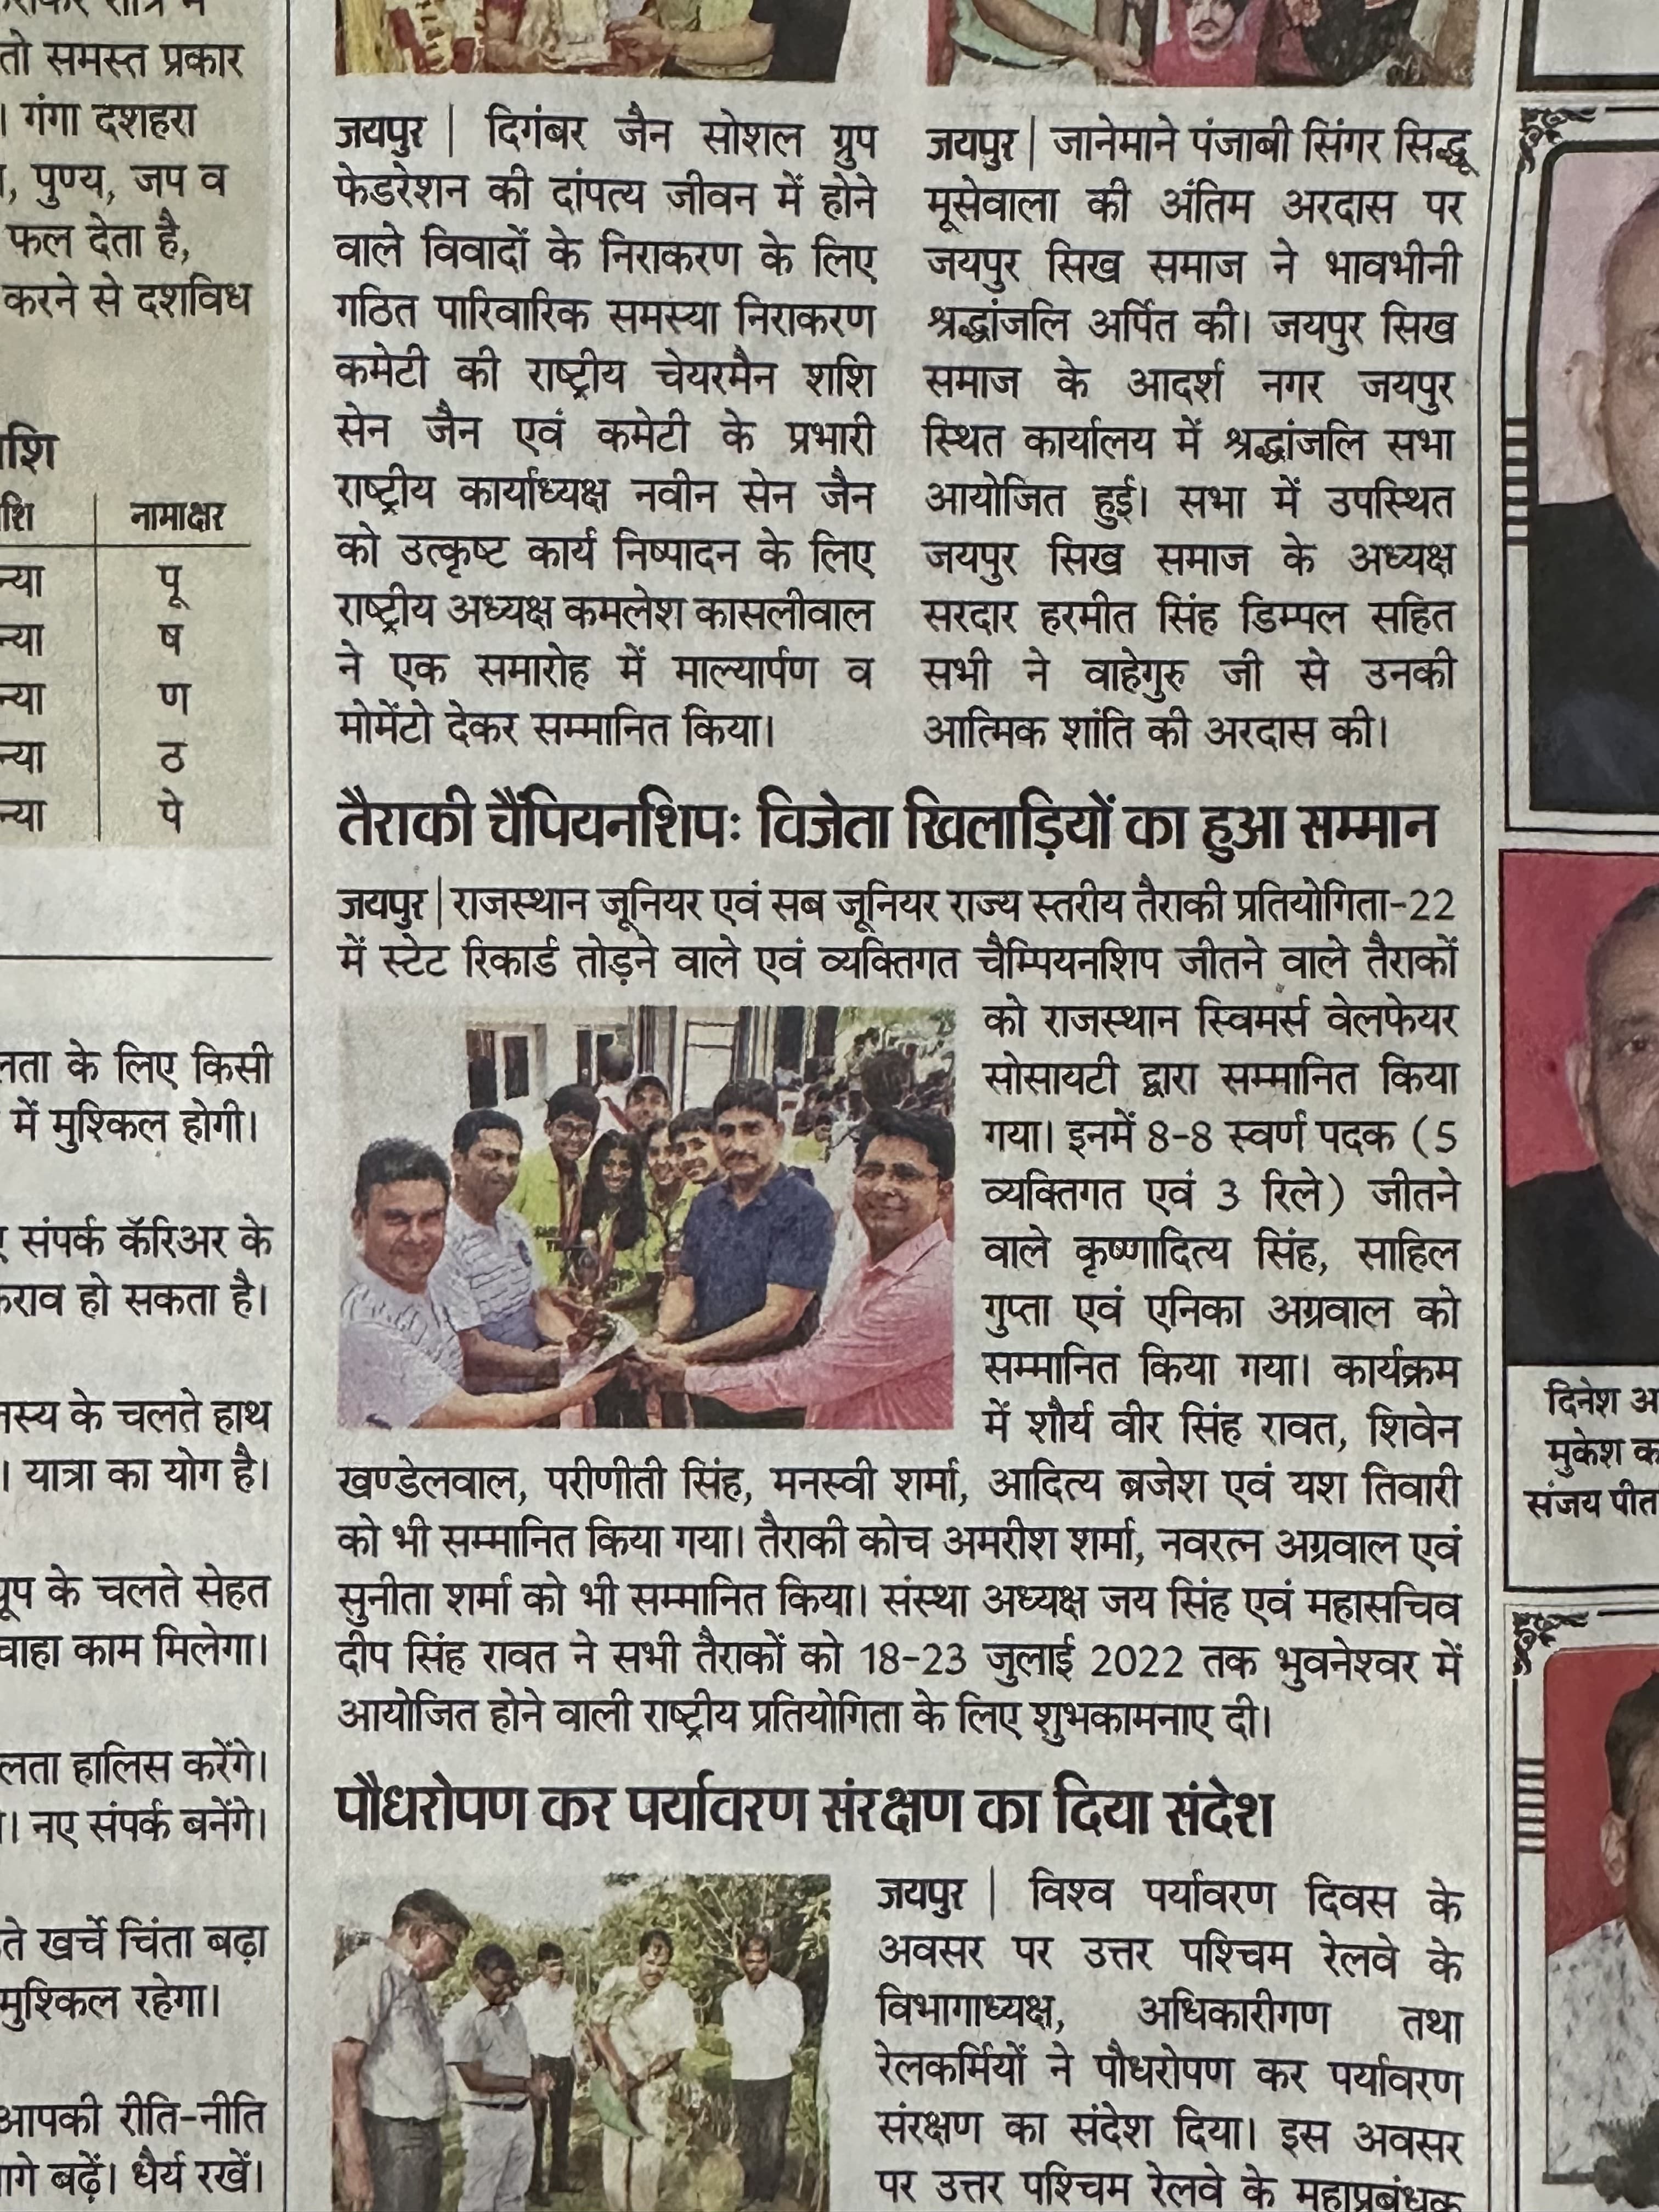 तो समस्त प्रकार
। गंगा दशहरा
पुण्य, जप व
फल देता है,
करने से दशविध
नामाक्षर
पू
ष
ण
ठ
पे
के लिए किसी
में मुश्किल होगी।
संपर्क कॅरिअर के
हो सकता है।
के चलते हाथ
। यात्रा का योग है।
के चलते सेहत
काम मिलेगा।
हालिस करेंगे।
। नए संपर्क बनेंगे।
खर्चे चिंता बढ़ा
मुश्किल रहेगा।
आपकी रीति-नीति
बढ़ें। धैर्य रखें।
जयपुर | दिगंबर जैन सोशल ग्रुप
फेडरेशन की दांपत्य जीवन में होने
वाले विवादों के निराकरण के लिए
गठित पारिवारिक समस्या निराकरण
कमेटी की राष्ट्रीय चेयरमैन शशि
सेन जैन एवं कमेटी के प्रभारी
राष्ट्रीय कार्याध्यक्ष नवीन सेन जैन
को उत्कृष्ट कार्य निष्पादन के लिए
राष्ट्रीय अध्यक्ष कमलेश कासलीवाल
ने एक समारोह में माल्यार्पण व
मोमेंटो देकर सम्मानित किया।
जयपुर | जानेमाने पंजाबी सिंगर सिद्धू
मूसेवाला की अंतिम अरदास पर
जयपुर सिख समाज ने भावभीनी
श्रद्धांजलि अर्पित की। जयपुर सिख
समाज के आदर्श नगर जयपुर
स्थित कार्यालय में श्रद्धांजलि सभा
आयोजित हुई। सभा में उपस्थित
जयपुर सिख समाज के अध्यक्ष
सरदार हरमीत सिंह डिम्पल सहित
सभी ने वाहेगुरु जी से उनकी
आत्मिक शांति की अरदास की।
तैराकी चैंपियनशिपः विजेता खिलाड़ियों का हुआ सम्मान
जयपुर | राजस्थान जूनियर एवं सब जूनियर राज्य स्तरीय तैराकी प्रतियोगिता-22
में स्टेट रिकार्ड तोड़ने वाले एवं व्यक्तिगत चैम्पियनशिप जीतने वाले तैराकों
को राजस्थान स्विमर्स वेलफेयर
सोसायटी द्वारा सम्मानित किया
गया। इनमें 8-8 स्वर्ण पदक (5
व्यक्तिगत एवं 3 रिले) जीतने
वाले कृष्णादित्य सिंह, साहिल
गुप्ता एवं एनिका अग्रवाल को
सम्मानित किया गया। कार्यक्रम
में शौर्य वीर सिंह रावत, शिवेन
खण्डेलवाल, परीणीती सिंह, मनस्वी शर्मा, आदित्य ब्रजेश एवं यश तिवारी
को भी सम्मानित किया गया। तैराकी कोच अमरीश शर्मा, नवरत्न अग्रवाल एवं
सुनीता शर्मा को भी सम्मानित किया। संस्था अध्यक्ष जय सिंह एवं महासचिव
दीप सिंह रावत ने सभी तैराकों को 18-23 जुलाई 2022 तक भुवनेश्वर में
आयोजित होने वाली राष्ट्रीय प्रतियोगिता के लिए शुभकामनाए दी।
पौधरोपण कर पर्यावरण संरक्षण का दिया संदेश
जयपुर | विश्व पर्यावरण दिवस के
अवसर पर उत्तर पश्चिम रेलवे के
विभागाध्यक्ष, अधिकारीगण तथा
रेलकर्मियों ने पौधरोपण कर पर्यावरण
संरक्षण का संदेश दिया। इस अवसर
पर उत्तर पश्चिम रेलवे के महाप्रबंधक
दिनेश
मुकेश
संजय